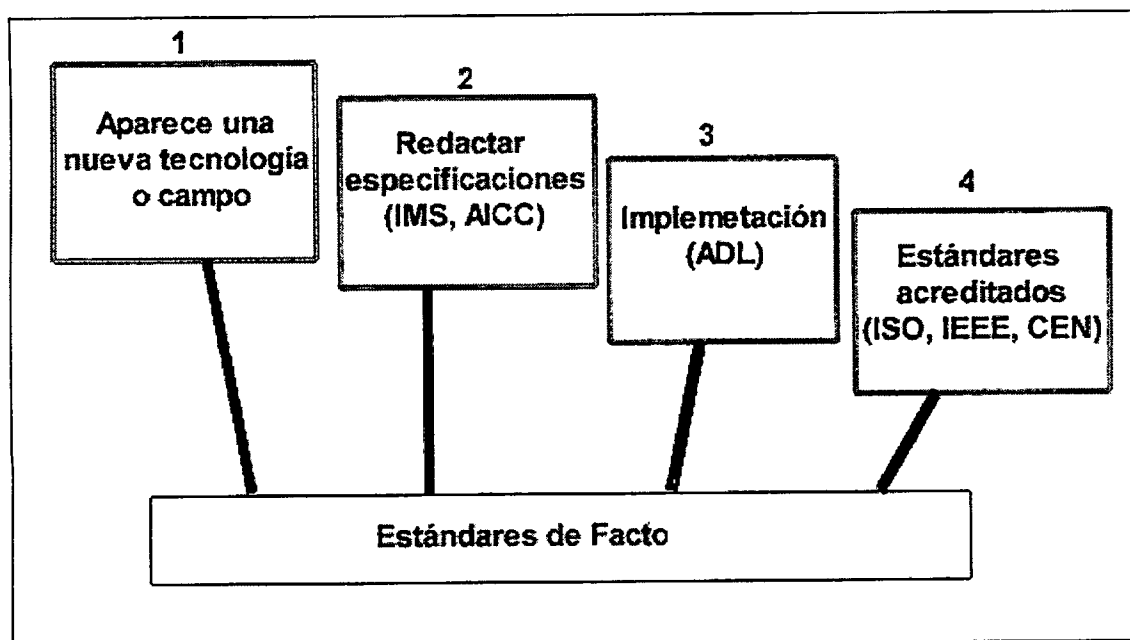 1
Aparece una
nueva tecnología
o campo
2
Redactar
especificaciones
(IMS, AICC)
3
Implemetación
(ADL)
4
Estándares
acreditados
(ISO, IEEE, CEN)
Estándares de Facto